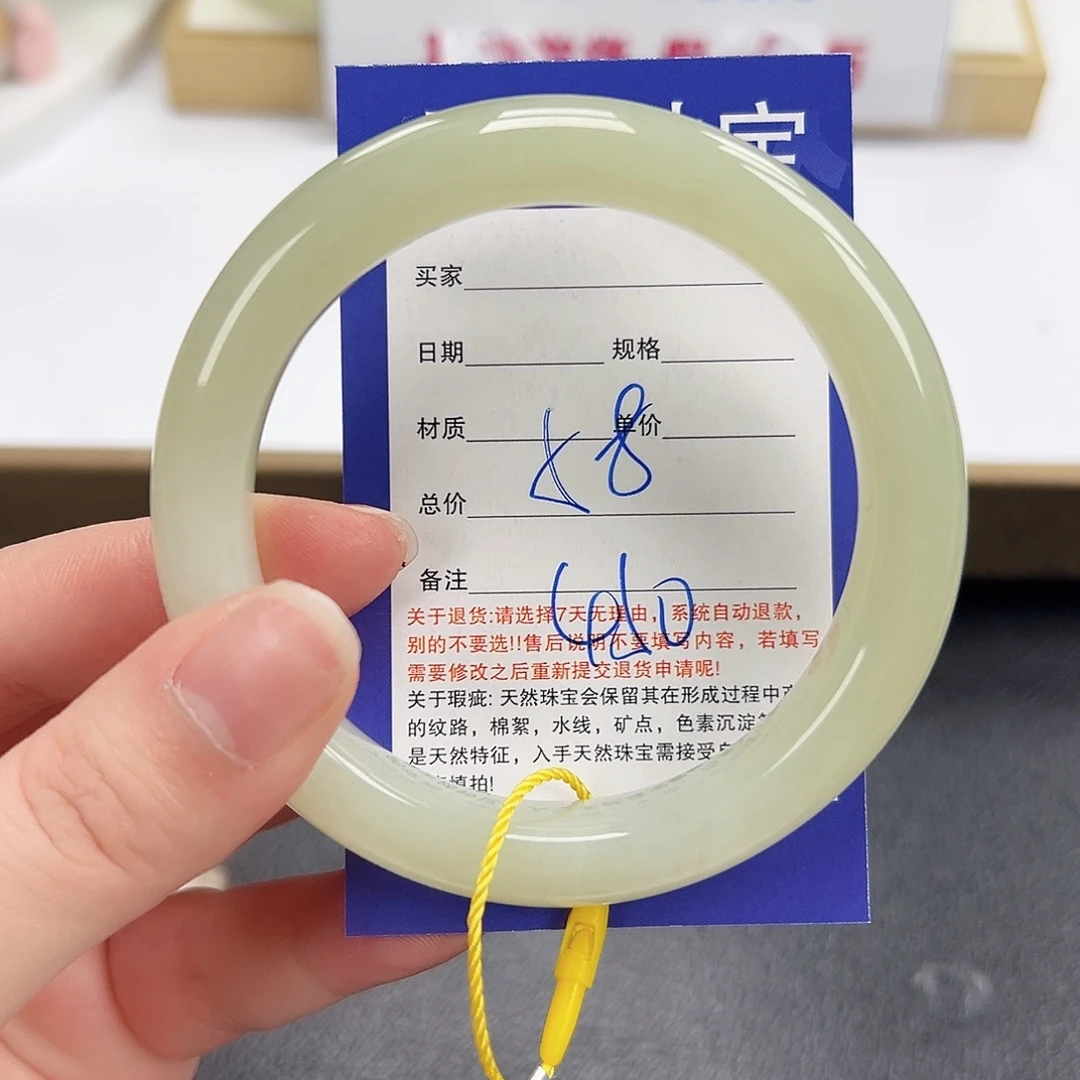 宝
买家
日期 规格
材质 单价
58
总价
备注
关于退货:请选择7天无理由，系统自动退款，
别的不要选!!售后说明不要填写内容，若填写
需要修改之后重新提交退货申请呢!
关于瑕疵: 天然珠宝会保留其在形成过程中
的纹路，棉絮，水线，矿点，色素沉淀
是天然特征，入手天然珠宝需接受
慎拍!